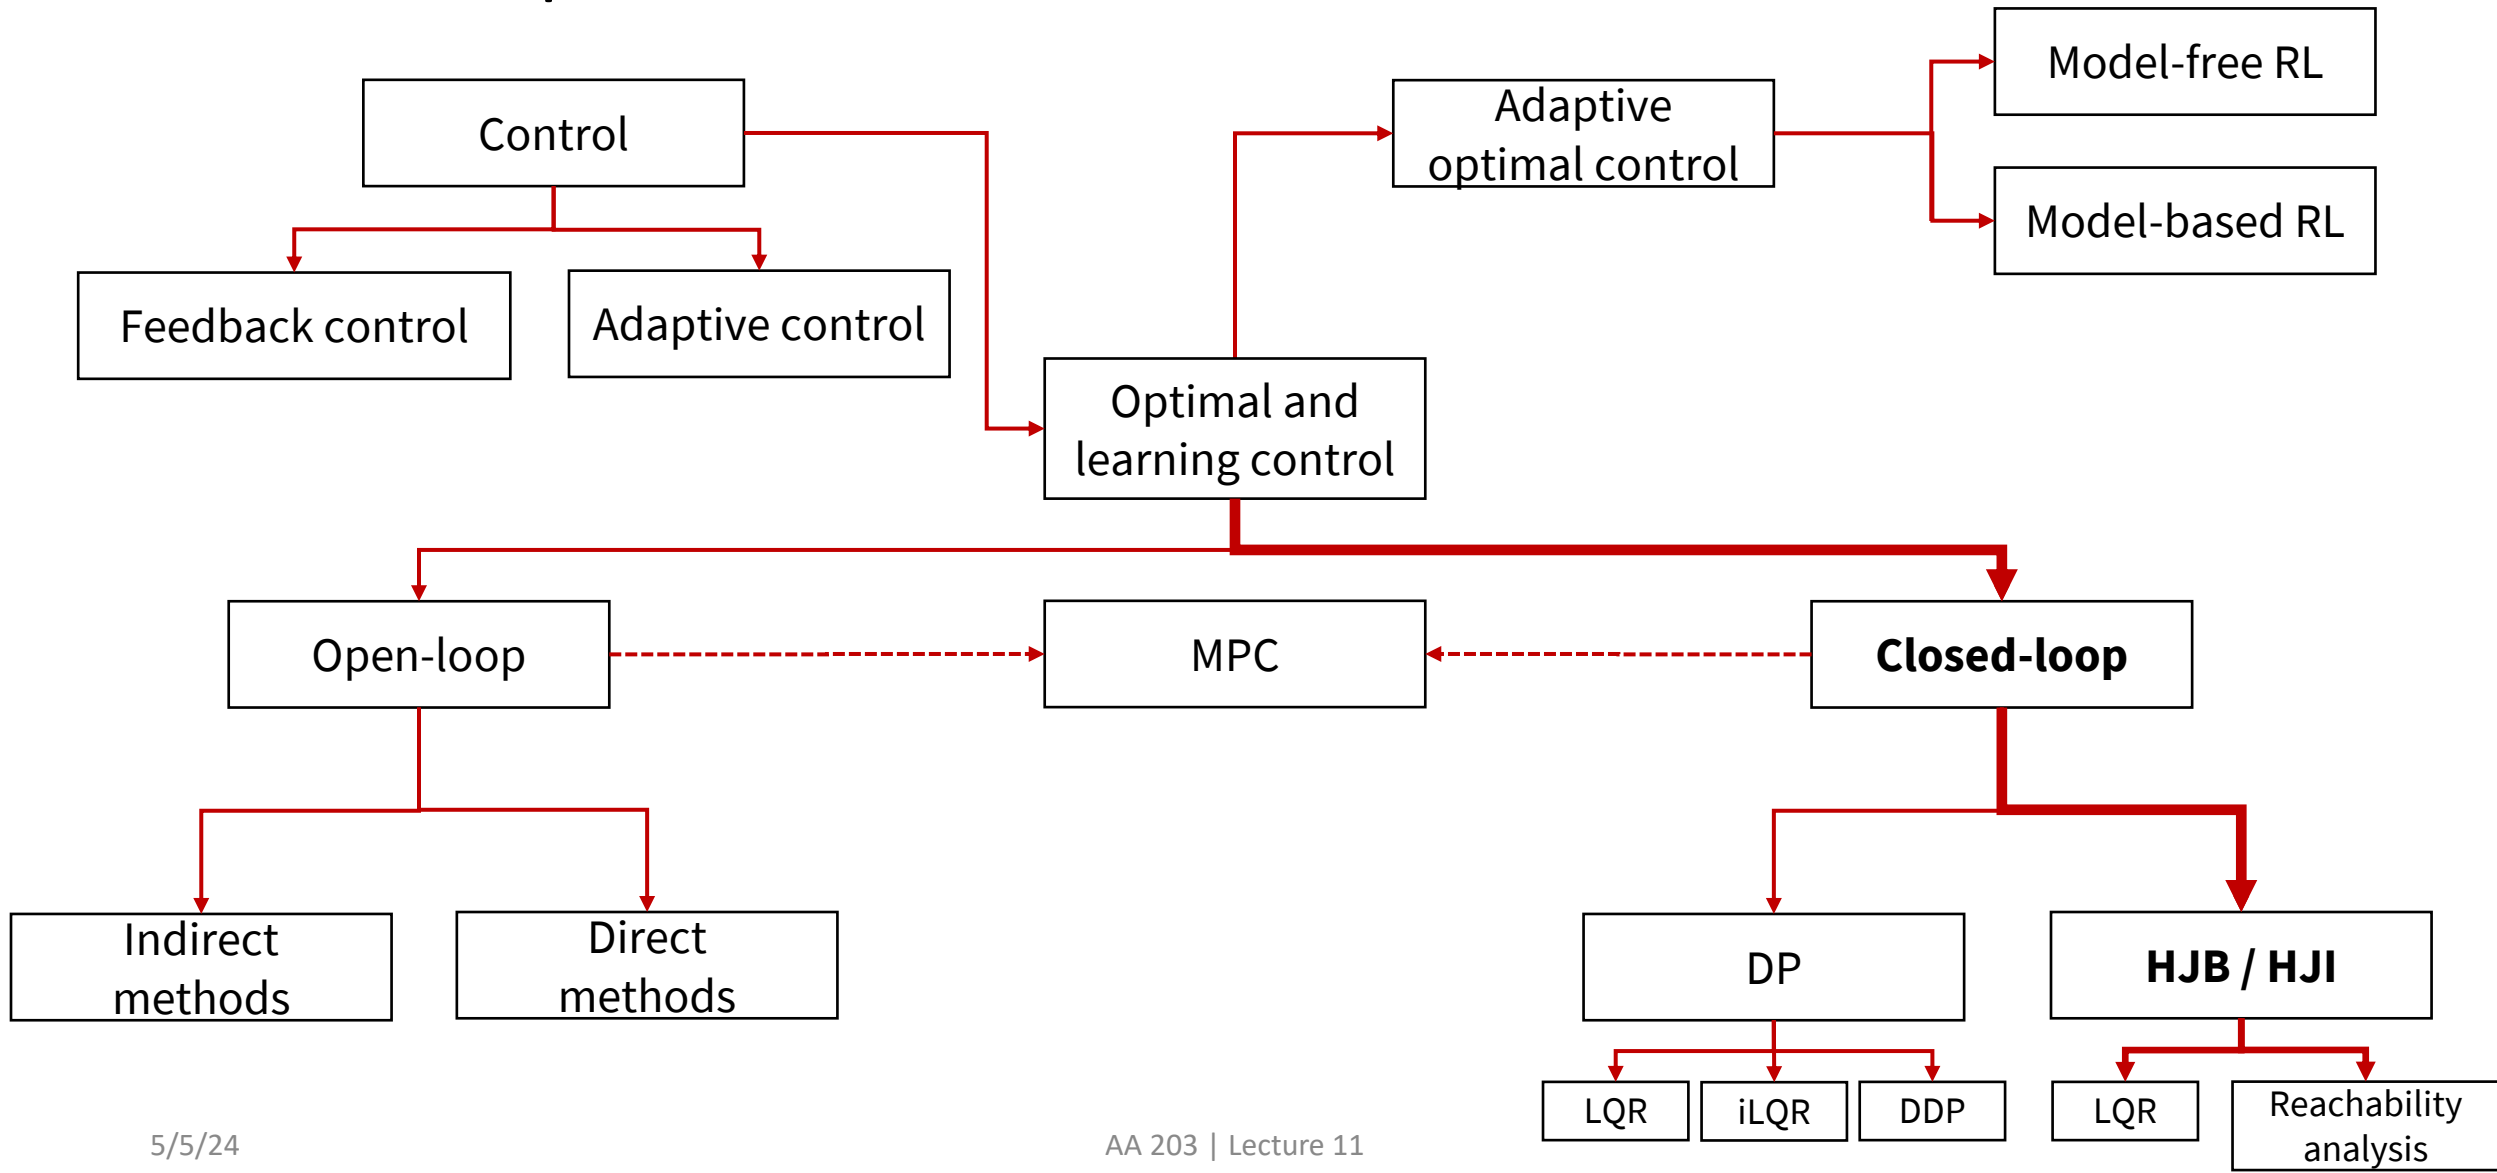 Model-free RL
Control
Adaptive
optimal control
Model-based RL
Feedback control
Adaptive control
Optimal and
learning control
Open-loop
MPC
Closed-loop
Indirect
methods
Direct
methods
DP
HJB / HJI
LQR
iLQR
DDP
LQR
Reachability
analysis
5/5/24
AA 203 | Lecture 11